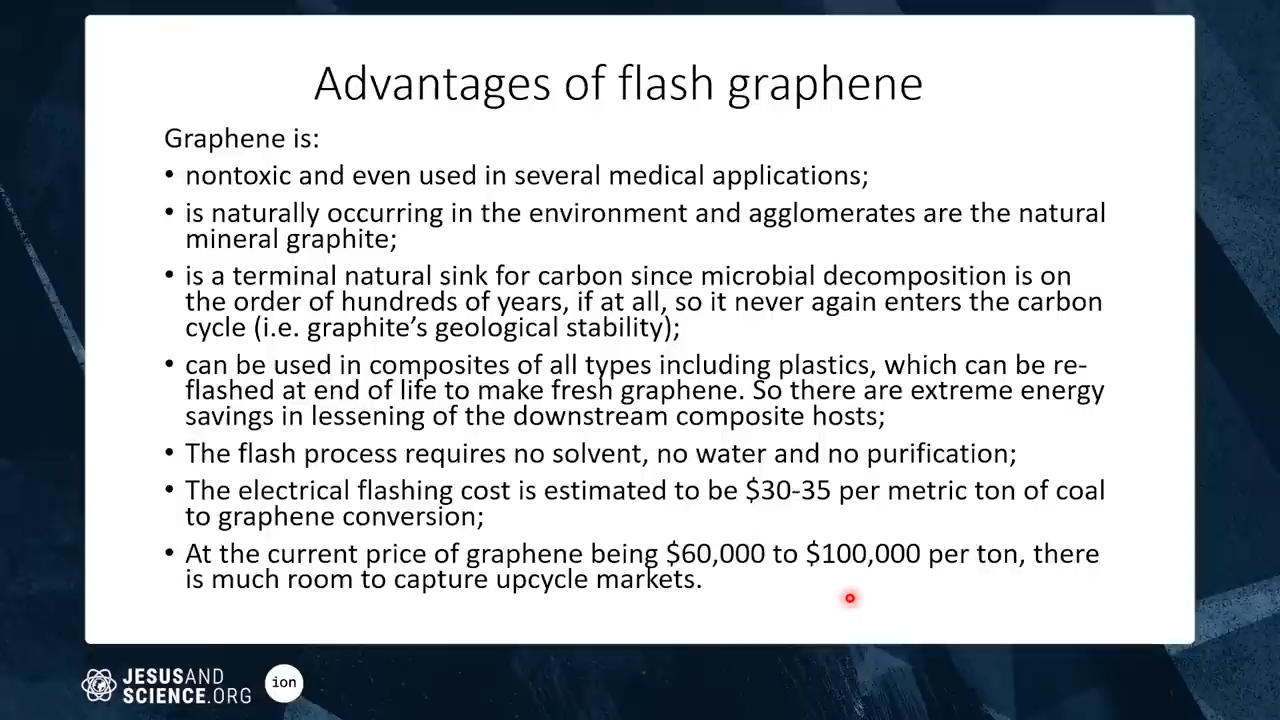 Advantages of flash graphene
Graphene is:
• nontoxic and even used in several medical applications;
• is naturally occurring in the environment and agglomerates are the natural
mineral graphite;
• is a terminal natural sink for carbon since microbial decomposition is on
the order of hundreds of years, if at all, so it never again enters the carbon
cycle (i.e. graphite’s geological stability);
• can be used in composites of all types including plastics, which can be re-
flashed at end of life to make fresh graphene. So there are extreme energy
savings in lessening of the downstream composite hosts;
• The flash process requires no solvent, no water and no purification;
• The electrical flashing cost is estimated to be $30-35 per metric ton of coal
to graphene conversion;
• At the current price of graphene being $60,000 to $100,000 per ton, there
is much room to capture upcycle markets.
JESUSAND
SCIENCE.ORG
ion